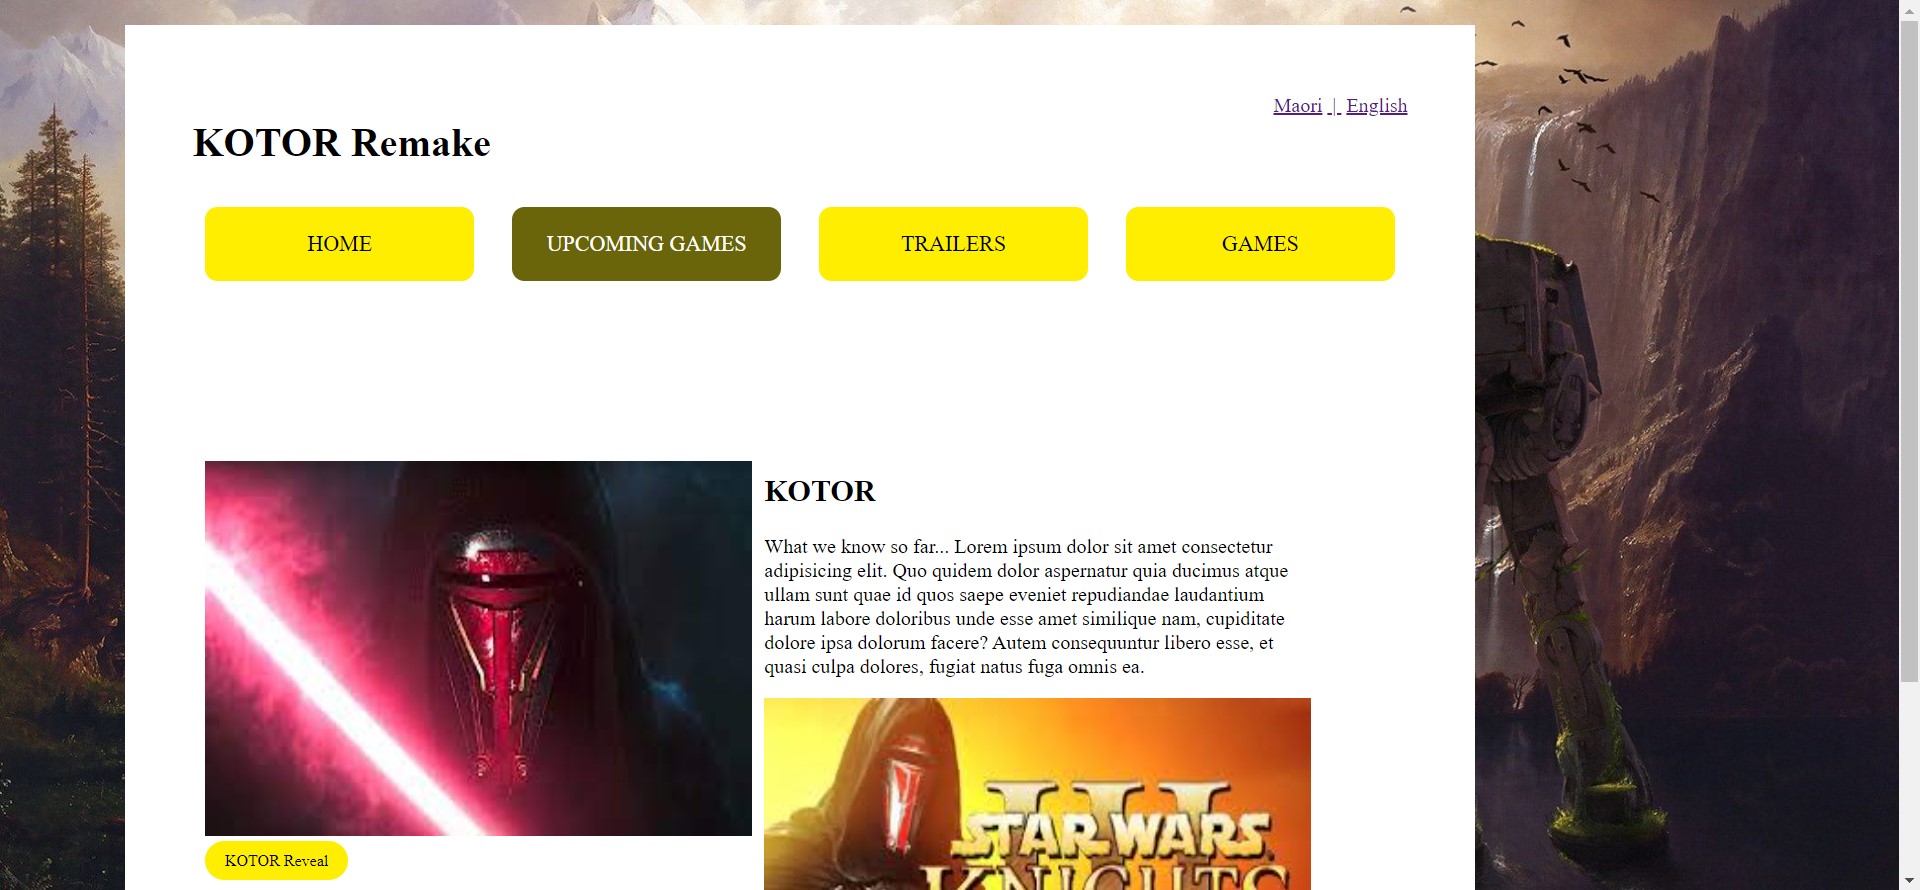 Maori | English
KOTOR Remake
HOME
UPCOMING GAMES
TRAILERS
GAMES
KOTOR
What we know so far... Lorem ipsum dolor sit amet consectetur
adipisicing elit. Quo quidem dolor aspernatur quia ducimus atque
ullam sunt quae id quos saepe eveniet repudiandae laudantium
harum labore doloribus unde esse amet similique nam, cupiditate
dolore ipsa dolorum facere? Autem consequuntur libero esse, et
quasi culpa dolores, fugiat natus fuga omnis ea.
KOTOR Reveal
III
STAR WARS
KNIGHTS